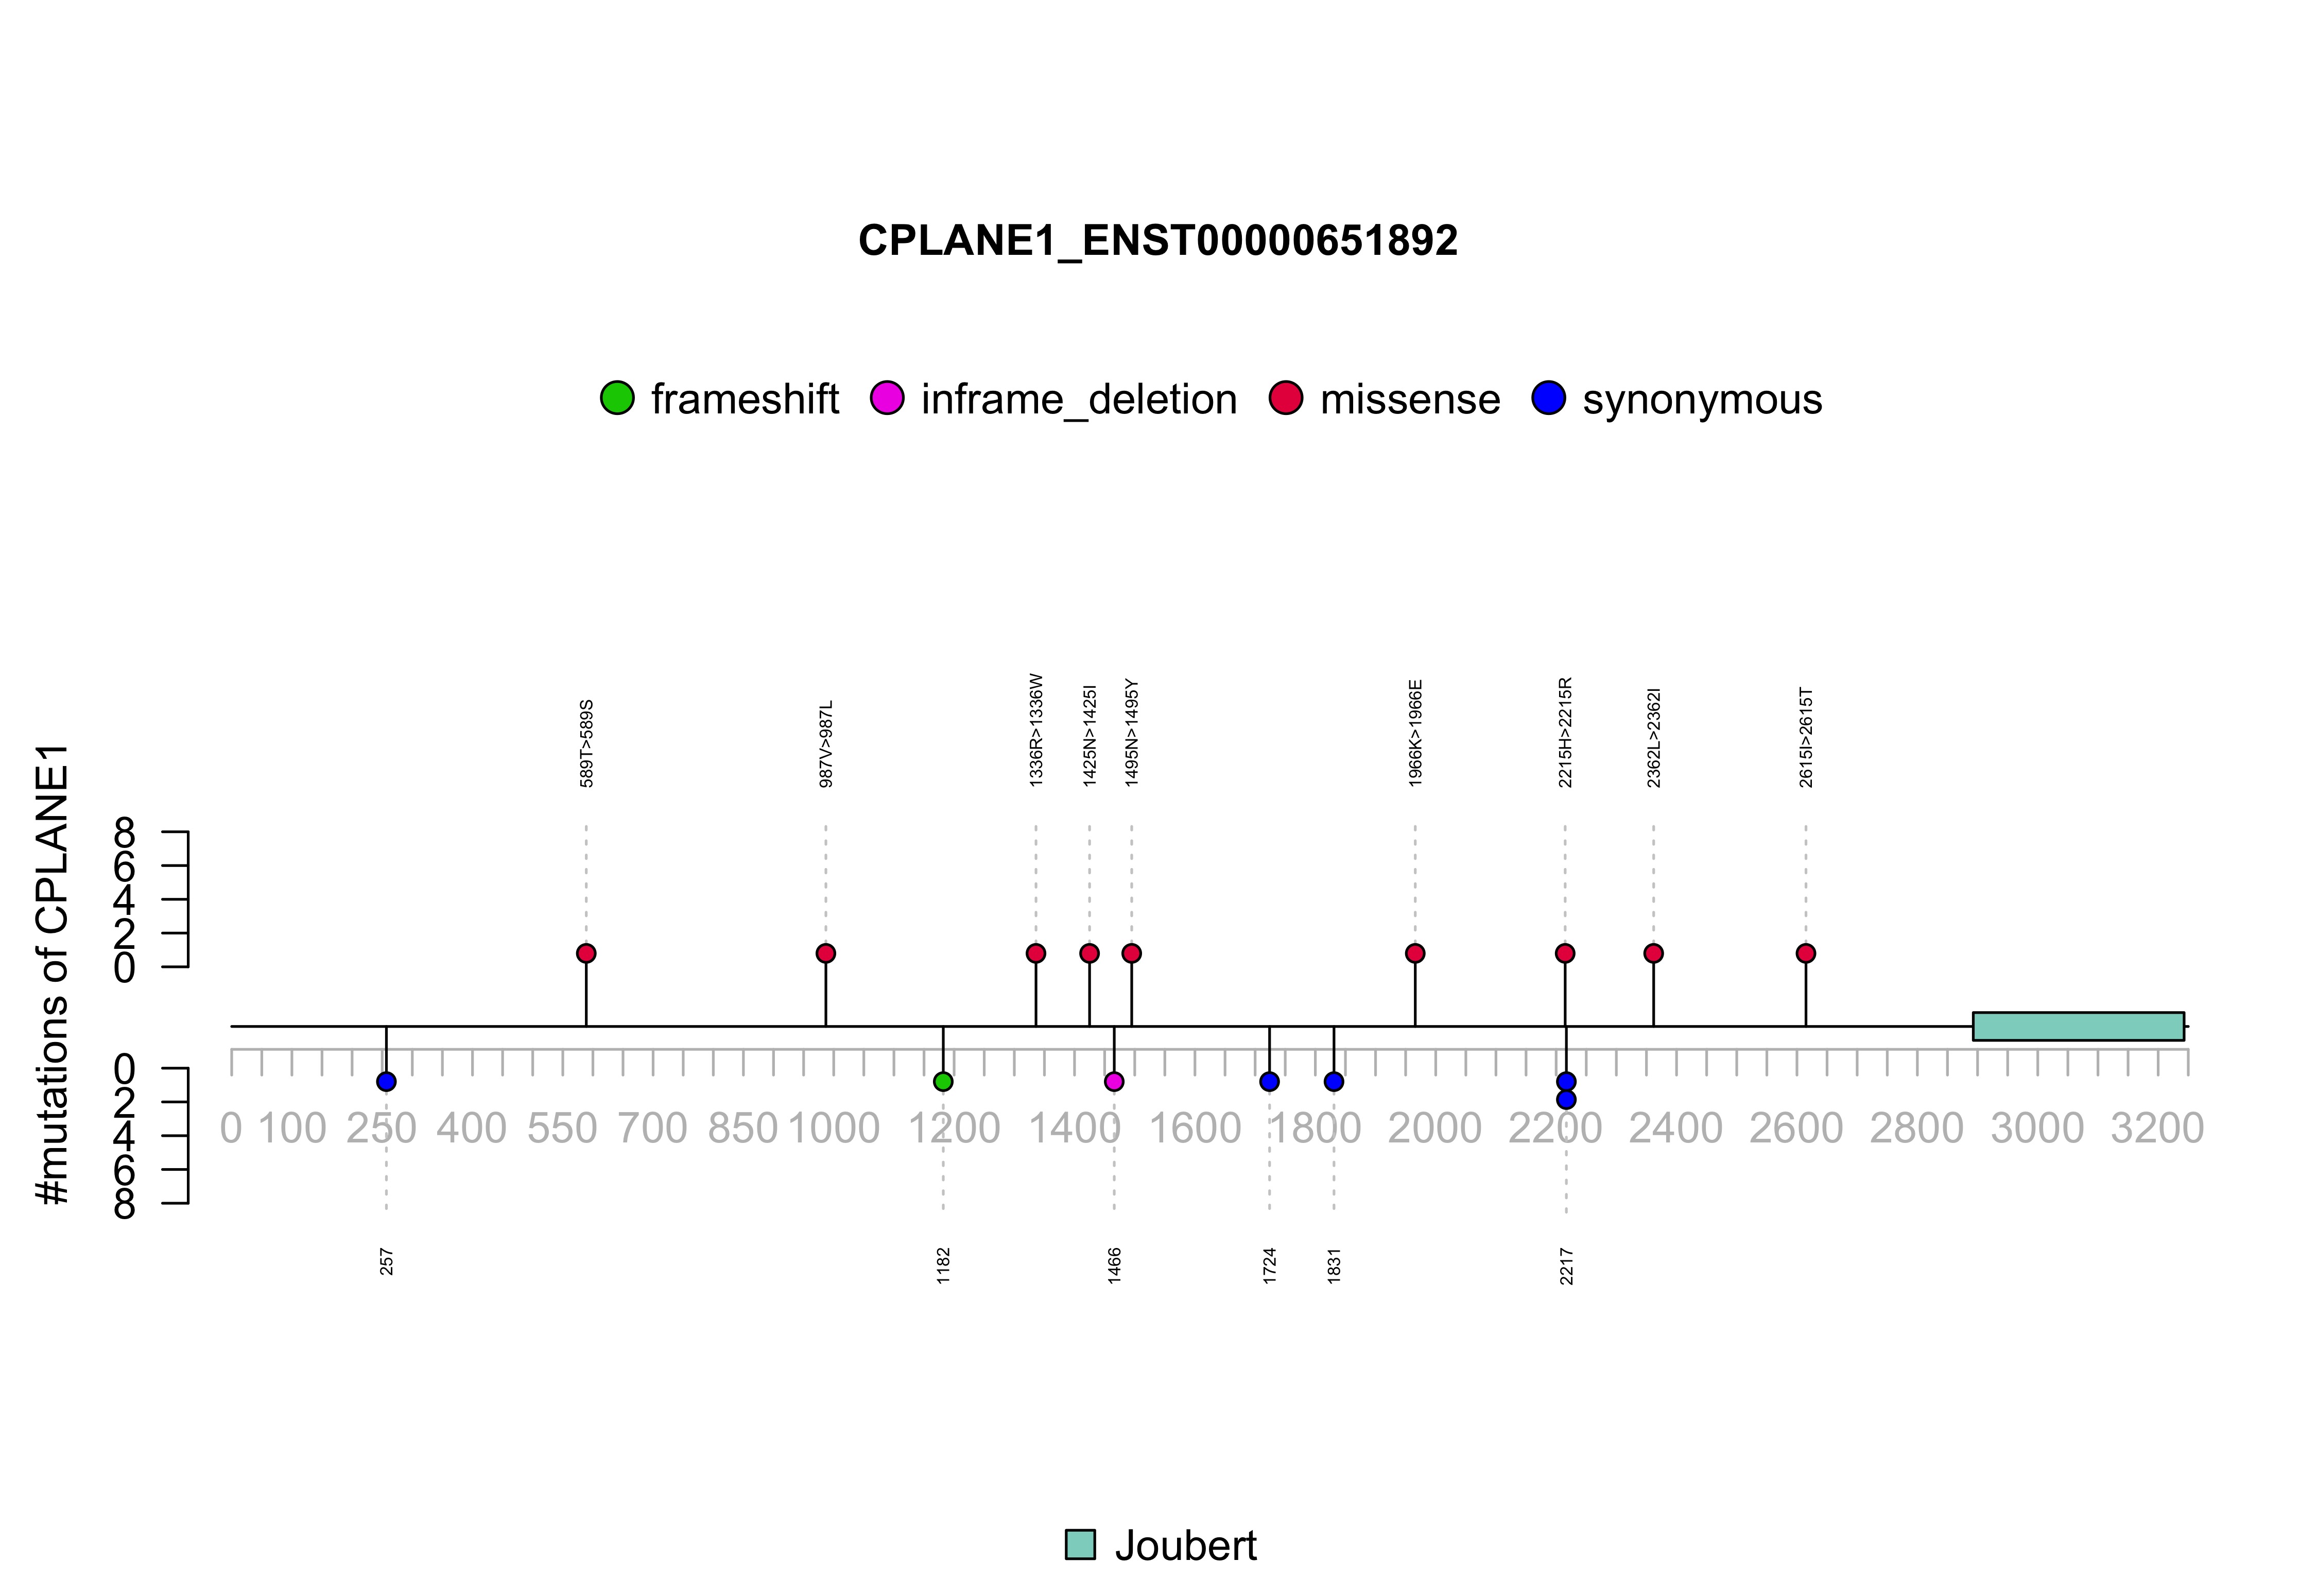 CPLANE1_ENST00000651892
frameshift inframe_deletion missense synonymous
589T>589S 987V>987L 1336R>1336W 1425N>1425I 1495N>1495Y 1966K>1966E 2215H>2215R 2362L>2362I 2615I>2615T
#mutations of CPLANE1
8
6
4
2
0
0
2
4
6
8
0 100 250 400 550 700 850 1000 1200 1400 1600 1800 2000 2200 2400 2600 2800 3000 3200
257 1182 1466 1724 1831 2217
Joubert